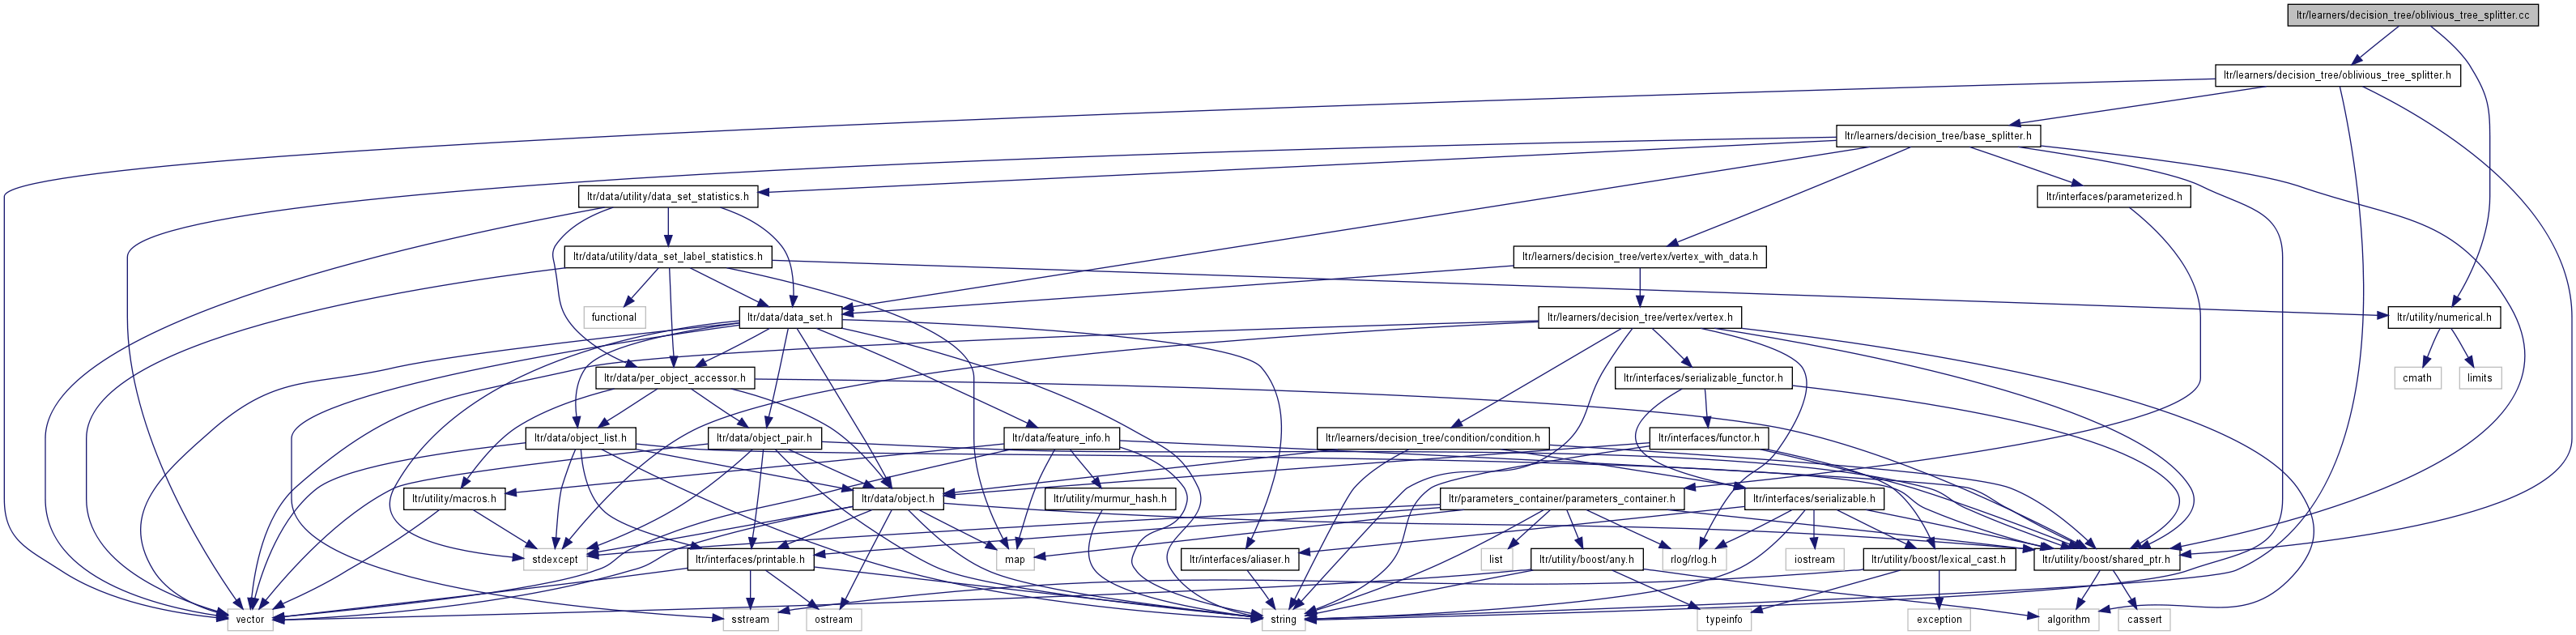 ltr/learners/decision_tree/oblivious_tree_splitter.cc
ltr/learners/decision_tree/oblivious_tree_splitter.h
ltr/learners/decision_tree/base_splitter.h
ltr/data/utility/data_set_statistics.h
ltr/interfaces/parameterized.h
ltr/data/utility/data_set_label_statistics.h
ltr/learners/decision_tree/vertex/vertex_with_data.h
functional
ltr/data/data_set.h
ltr/learners/decision_tree/vertex/vertex.h
ltr/utility/numerical.h
ltr/data/per_object_accessor.h
ltr/interfaces/serializable_functor.h
cmath
limits
ltr/data/object_list.h
ltr/data/object_pair.h
ltr/data/feature_info.h
ltr/learners/decision_tree/condition/condition.h
ltr/interfaces/functor.h
ltr/utility/macros.h
ltr/data/object.h
ltr/utility/murmur_hash.h
ltr/parameters_container/parameters_container.h
ltr/interfaces/serializable.h
stdexcept
ltr/interfaces/printable.h
map
ltr/interfaces/aliaser.h
list
ltr/utility/boost/any.h
rlog/rlog.h
iostream
ltr/utility/boost/lexical_cast.h
ltr/utility/boost/shared_ptr.h
vector
sstream
ostream
string
typeinfo
exception
algorithm
cassert